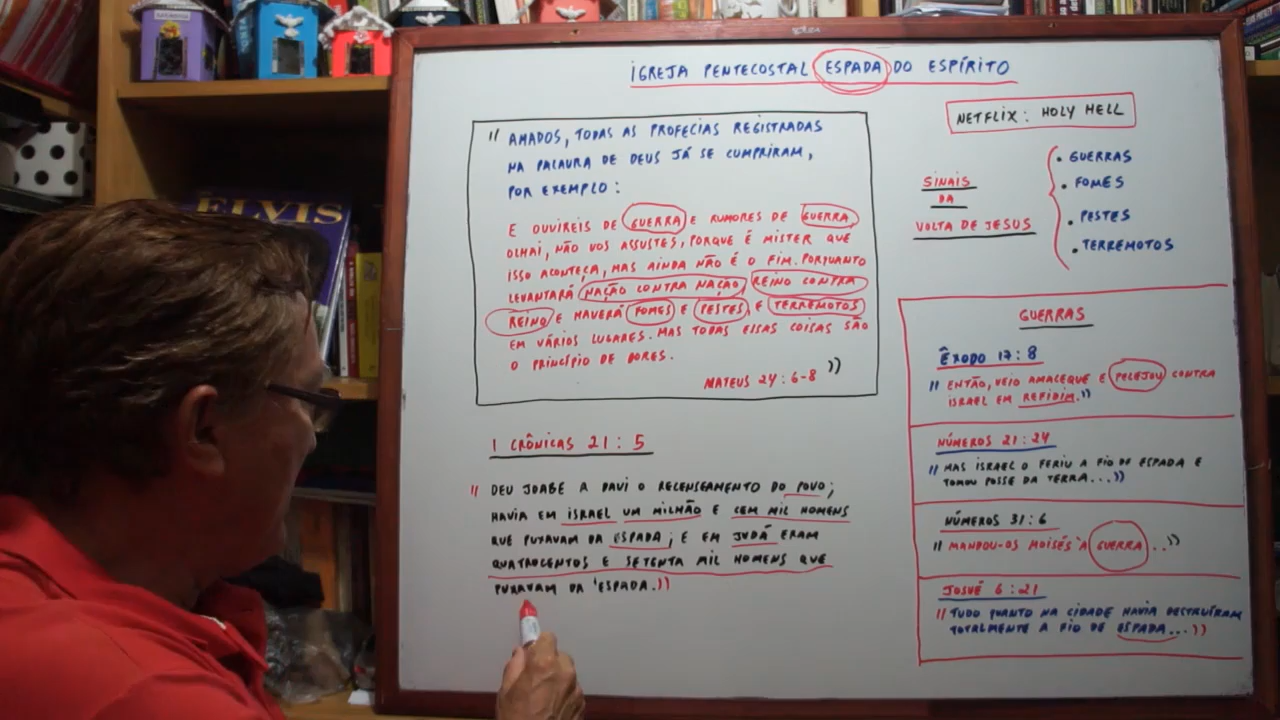 ELVIS
IGREJA PENTECOSTAL ESPADA DO ESPÍRITO
NETFLIX: HOLY HELL
" AMADOS, TODAS AS PROFECIAS REGISTRADAS
NA PALAVRA DE DEUS JÁ SE CUMPRIRAM,
POR EXEMPLO:
E OUVIREIS DE GUERRA E RUMORES DE GUERRA
OLHAI, NÃO VOS ASSUSTES, PORQUE É MISTER QUE
ISSO ACONTEÇA, MAS AINDA NÃO É O FIM. PORQUANTO
LEVANTARÁ NAÇÃO CONTRA NAÇÃO, REINO CONTRA
REINO E HAVERÁ FOMES E PESTES, E TERREMOTOS
EM VÁRIOS LUGARES. MAS TODAS ESSAS COISAS SÃO
O PRINCÍPIO DE DORES. "
MATEUS 24:6-8
SINAIS
DA
VOLTA DE JESUS
• GUERRAS
• FOMES
• PESTES
• TERREMOTOS
1 CRÔNICAS 21:5
" DEU JOABE A DAVI O RECENSEAMENTO DO POVO;
HAVIA EM ISRAEL UM MILHÃO E CEM MIL HOMENS
QUE PUXAVAM DA ESPADA; E EM JUDÁ ERAM
QUATROCENTOS E SETENTA MIL HOMENS QUE
PUXAVAM DA ESPADA."
GUERRAS
ÊXODO 17:8
" ENTÃO, VEIO AMALEQUE E PELEJOU CONTRA
ISRAEL EM REFIDIM."
NÚMEROS 21:24
" MAS ISRAEL O FERIU A FIO DE ESPADA E
TOMOU POSSE DA TERRA..."
NÚMEROS 31:6
" MANDOU-OS MOISÉS À GUERRA..."
JOSUÉ 6:21
" TUDO QUANTO NA CIDADE HAVIA DESTRUÍRAM
TOTALMENTE A FIO DE ESPADA..."